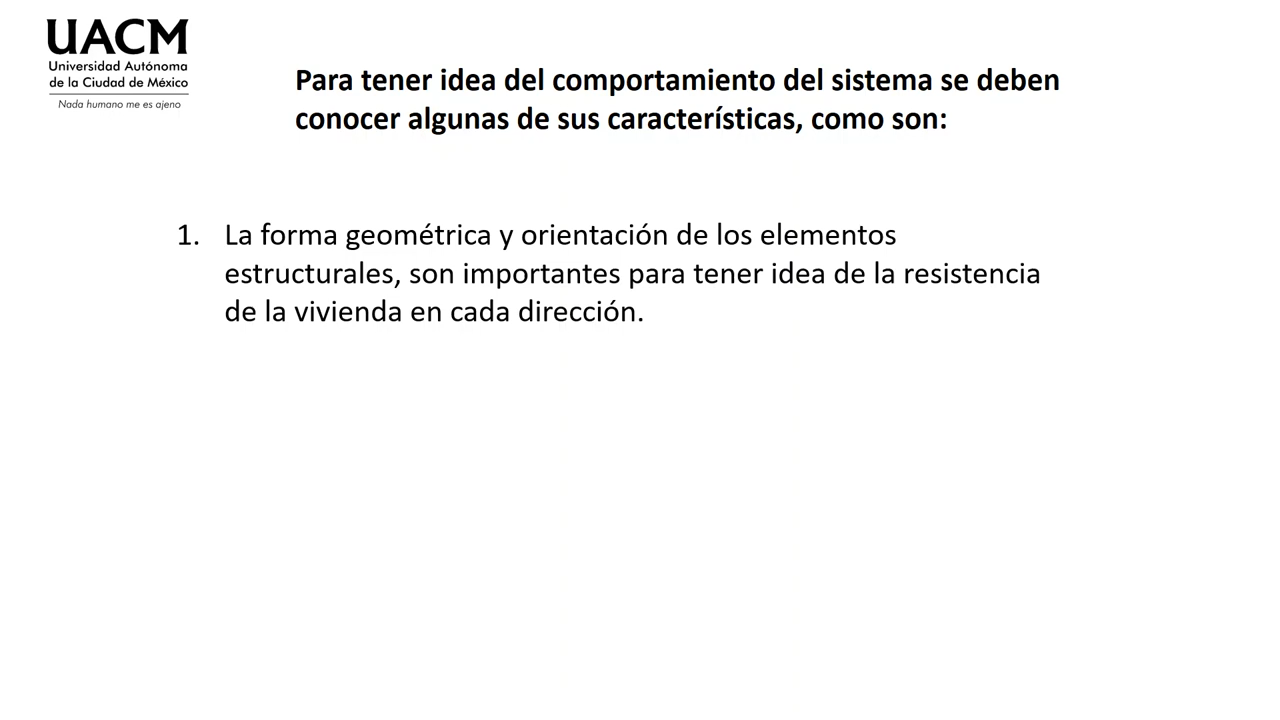 UACM
Universidad Autónoma
de la Ciudad de México
Nada humano me es ajeno
Para tener idea del comportamiento del sistema se deben
conocer algunas de sus características, como son:
1. La forma geométrica y orientación de los elementos
estructurales, son importantes para tener idea de la resistencia
de la vivienda en cada dirección.